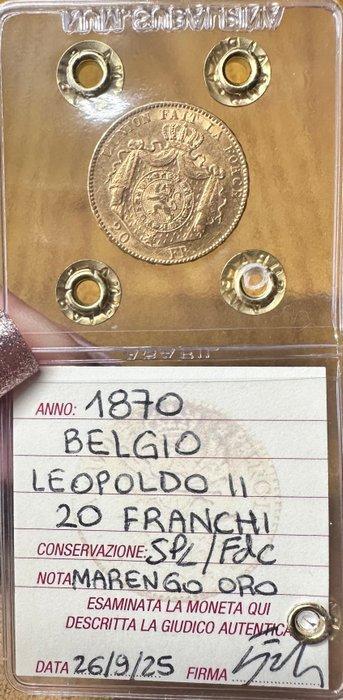 L'UNION FAIT LA FORCE
20 FR.
ANNO: 1870
BELGIO
LEOPOLDO II
20 FRANCHI
CONSERVAZIONE: SPL/FdC
NOTA MARENGO ORO
ESAMINATA LA MONETA QUI
DESCRITTA LA GIUDICO AUTENTICA
DATA 26/9/25 FIRMA